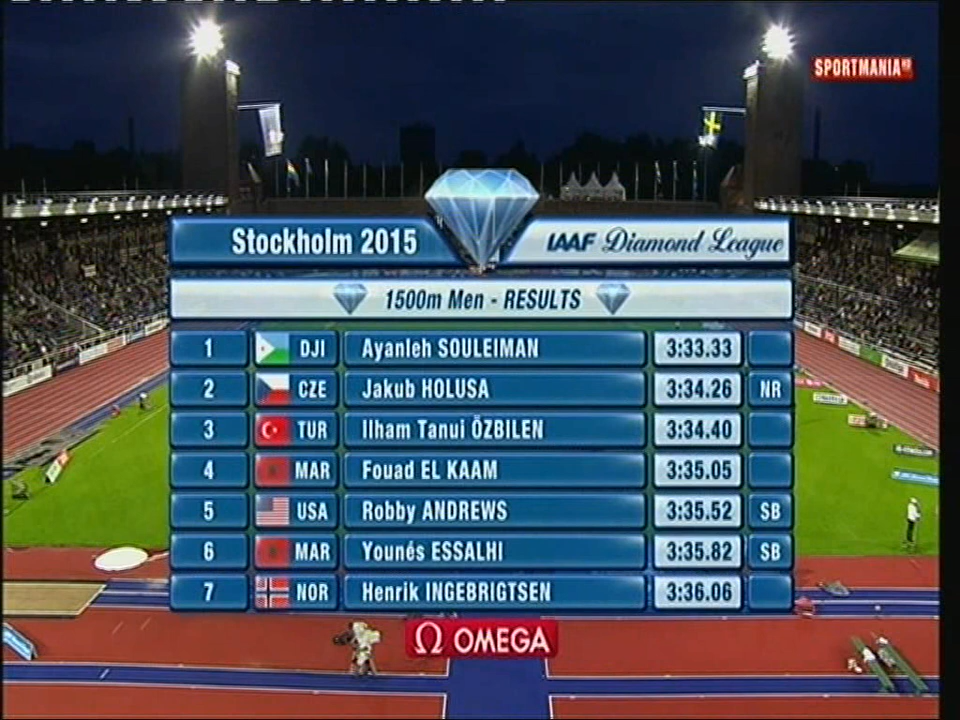 SPORTMANIA HD
Stockholm 2015
IAAF Diamond League
1500m Men - RESULTS
1 DJI Ayanleh SOULEIMAN 3:33.33
2 CZE Jakub HOLUSA 3:34.26 NR
3 TUR Ilham Tanui ÖZBILEN 3:34.40
4 MAR Fouad EL KAAM 3:35.05
5 USA Robby ANDREWS 3:35.52 SB
6 MAR Younés ESSALHI 3:35.82 SB
7 NOR Henrik INGEBRIGTSEN 3:36.06
Ω OMEGA